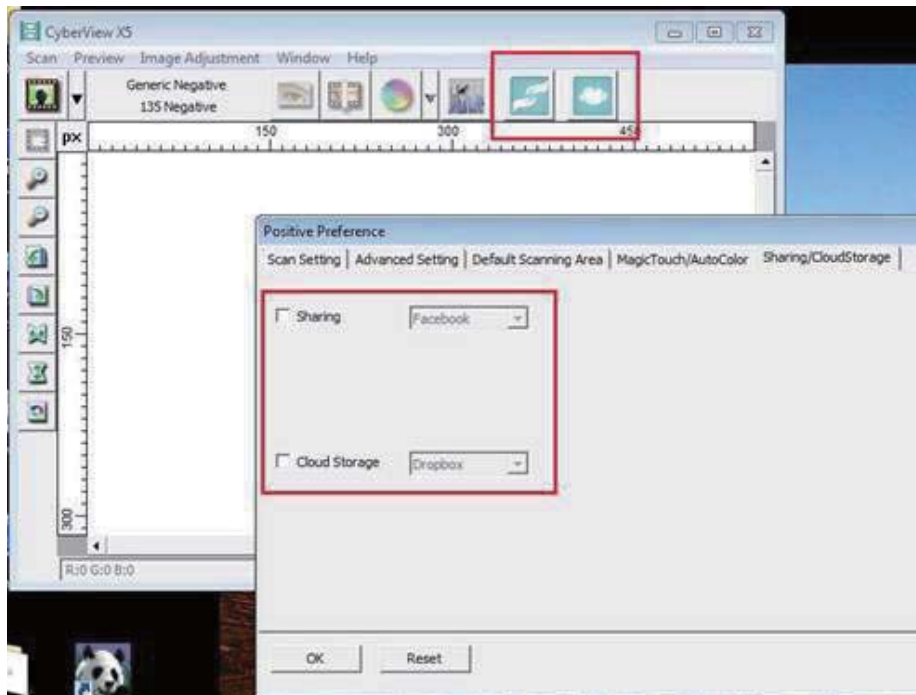 CyberView X5
Scan Preview Image Adjustment Window Help
Generic Negative
135 Negative
px 150 300 450
150
300
R:0 G:0 B:0
Positive Preference
Scan Setting Advanced Setting Default Scanning Area MagicTouch/AutoColor Sharing/CloudStorage
Sharing Facebook
Cloud Storage Dropbox
OK Reset